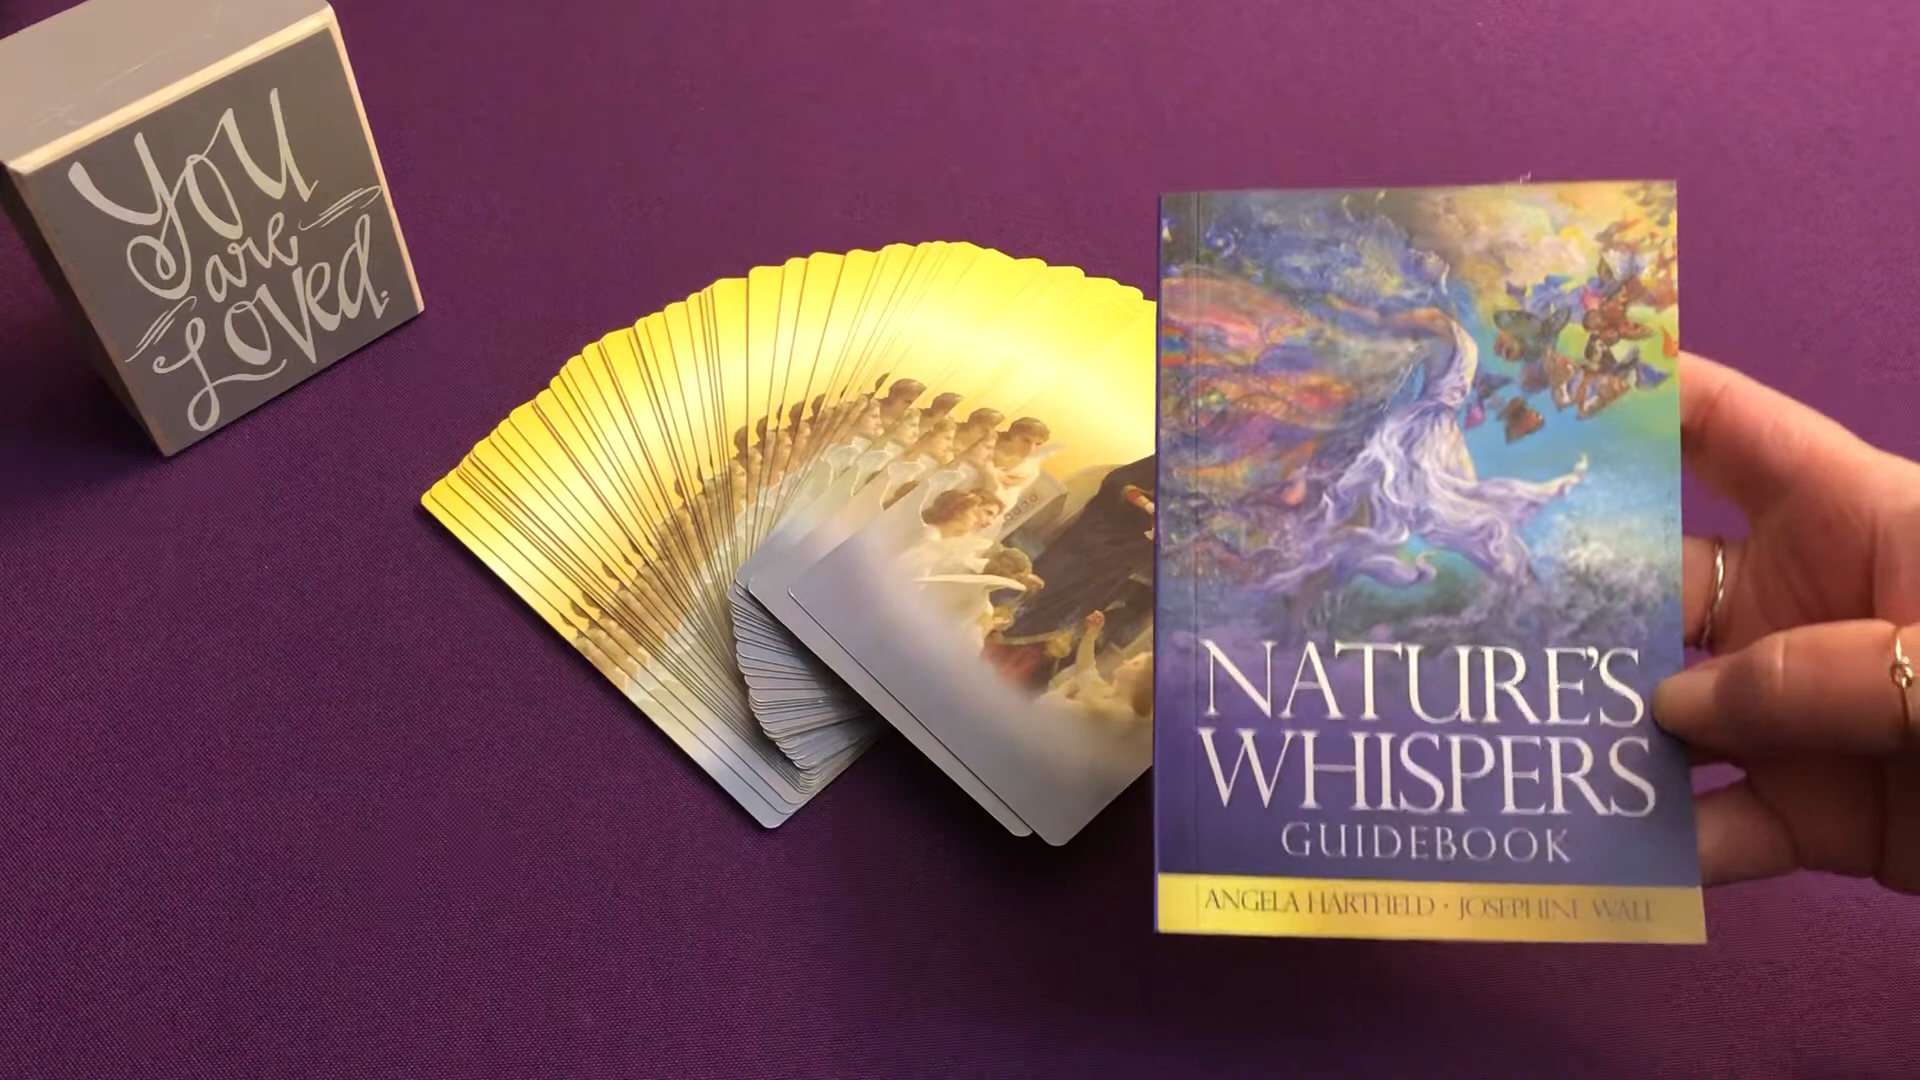 You
are
Loved.
NATURE'S
WHISPERS
GUIDEBOOK
ANGELA HARTFIELD • JOSEPHINE WALL